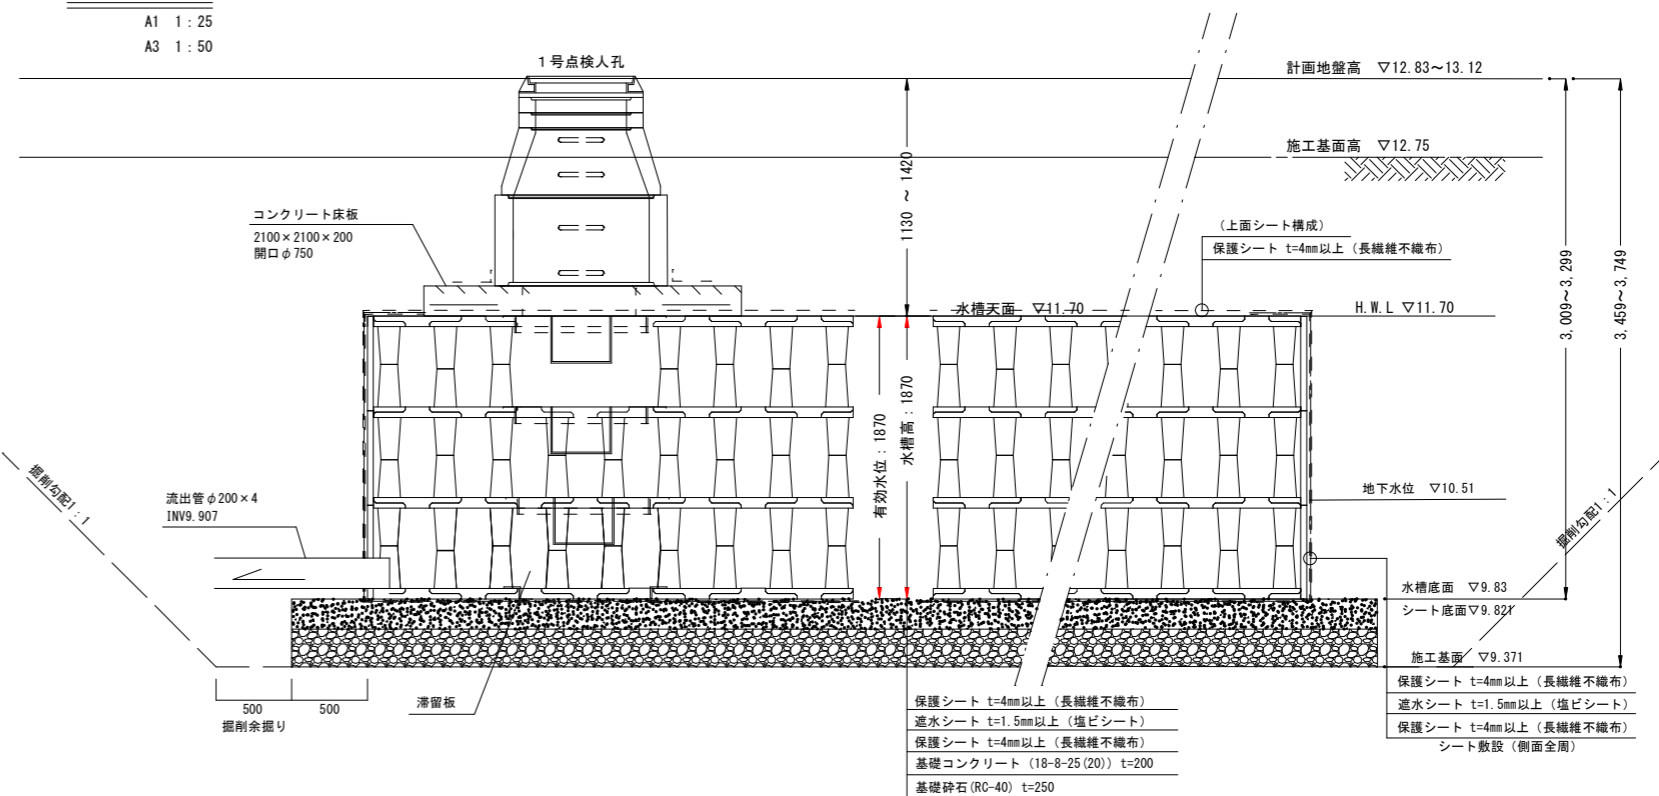 A1 1:25
A3 1:50
1号点検人孔
計画地盤高 ▽12.83~13.12
施工基面高 ▽12.75
1130 ~ 1420
3,009~3,299
3,459~3,749
コンクリート床板
2100×2100×200
開口φ750
(上面シート構成)
保護シート t=4mm以上 (長繊維不織布)
水槽天面 ▽11.70
H.W.L ▽11.70
有効水位:1870
水槽高:1870
掘削勾配1:1
流出管φ200×4
INV9.907
地下水位 ▽10.51
掘削勾配1:1
水槽底面 ▽9.83
シート底面▽9.821
施工基面 ▽9.371
500
500
掘削余掘り
滞留板
保護シート t=4mm以上 (長繊維不織布)
遮水シート t=1.5mm以上 (塩ビシート)
保護シート t=4mm以上 (長繊維不織布)
基礎コンクリート (18-8-25(20)) t=200
基礎砕石(RC-40) t=250
保護シート t=4mm以上 (長繊維不織布)
遮水シート t=1.5mm以上 (塩ビシート)
保護シート t=4mm以上 (長繊維不織布)
シート敷設 (側面全周)